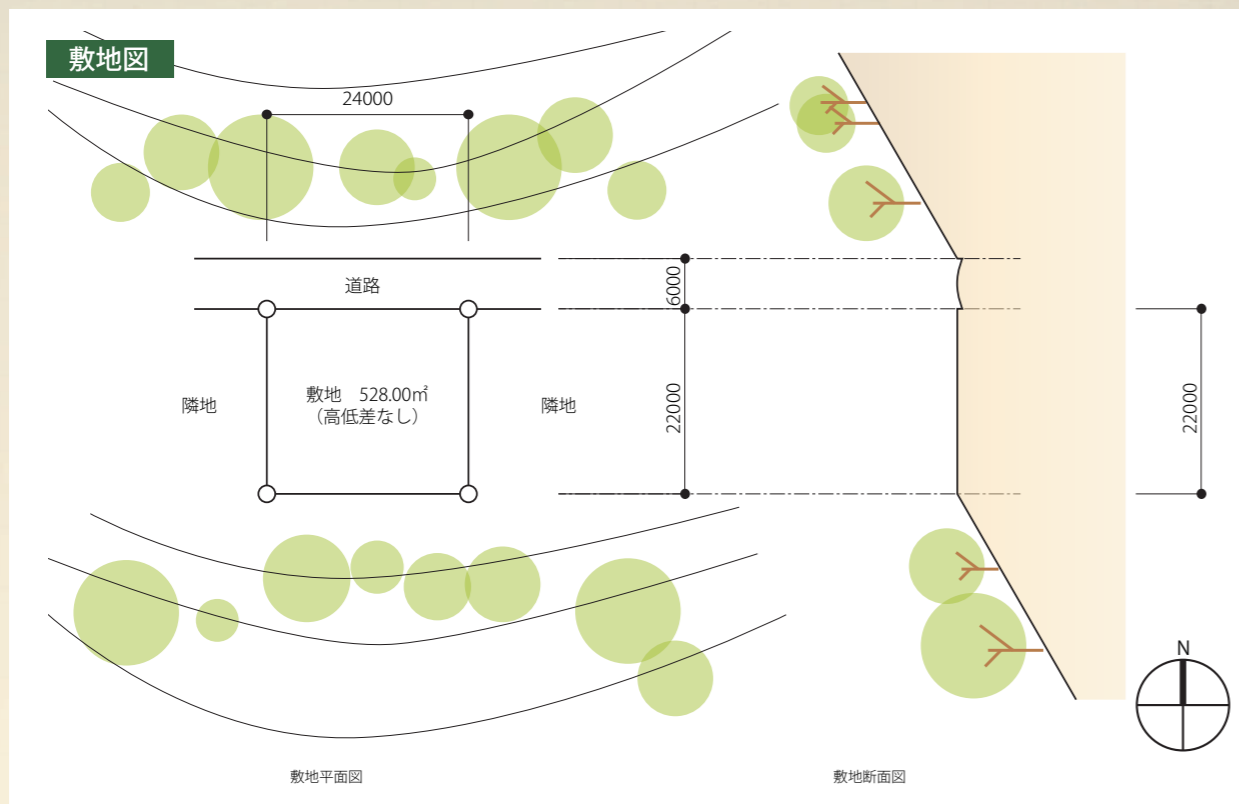 敷地図
24000
道路
6000
隣地
敷地　528.00㎡
（高低差なし）
隣地
22000
22000
N
敷地平面図
敷地断面図